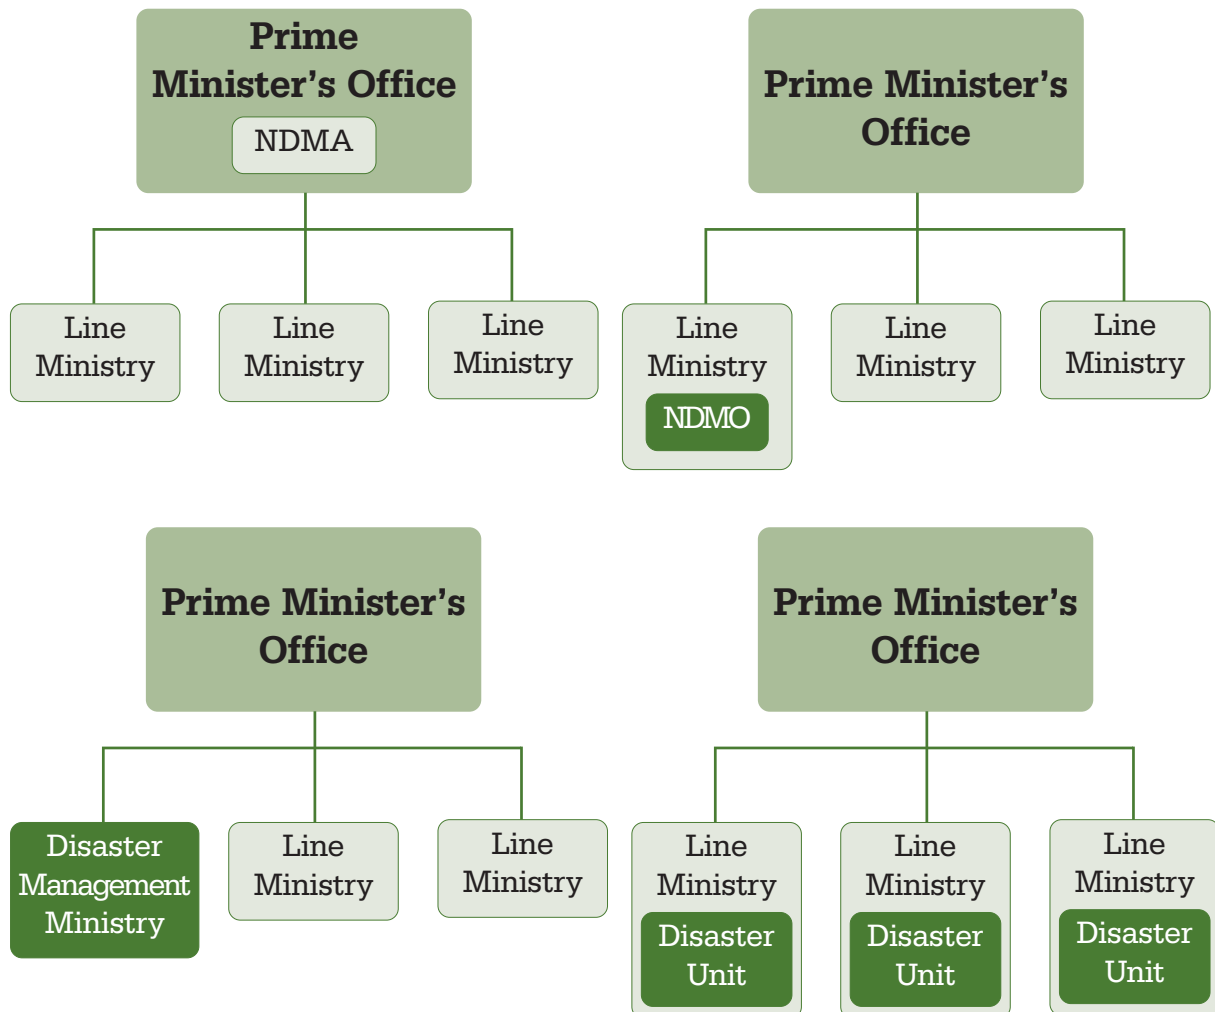 Prime
Minister’s Office
NDMA
Line
Ministry
Line
Ministry
Line
Ministry
Prime Minister’s
Office
Line
Ministry
NDMO
Line
Ministry
Line
Ministry
Prime Minister’s
Office
Disaster
Management
Ministry
Line
Ministry
Line
Ministry
Prime Minister’s
Office
Line
Ministry
Disaster
Unit
Line
Ministry
Disaster
Unit
Line
Ministry
Disaster
Unit